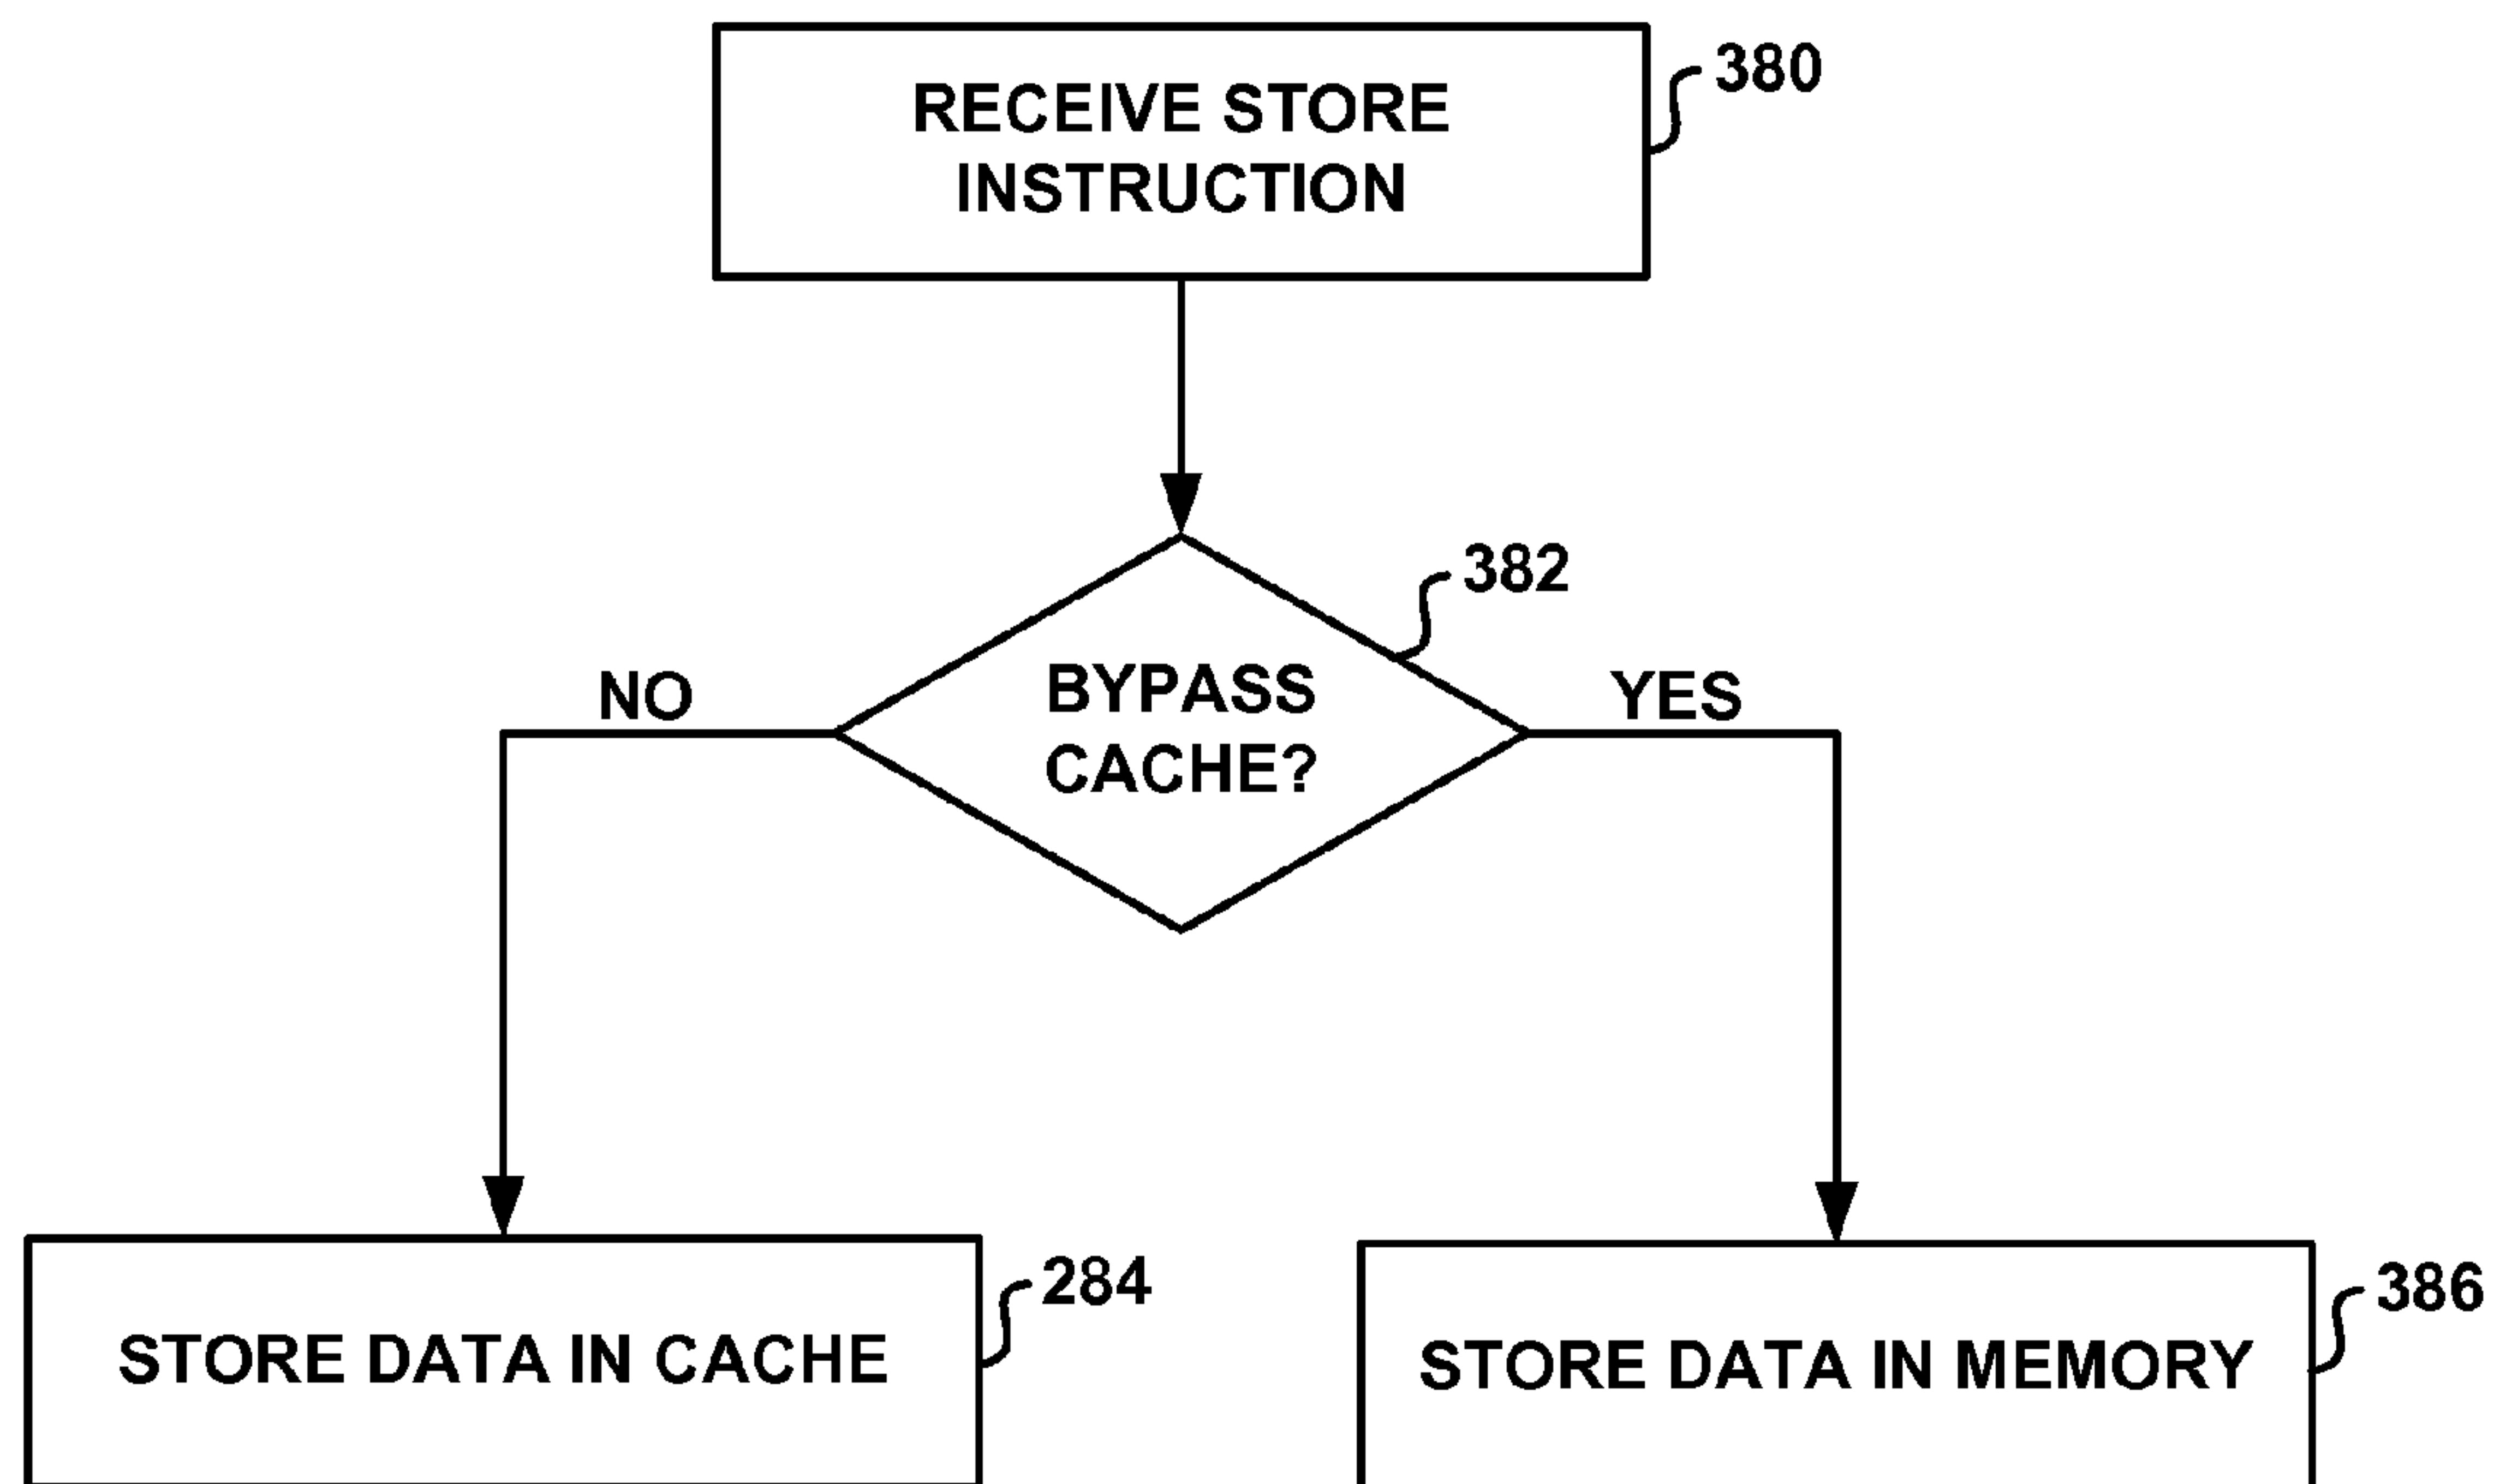 RECEIVE STORE
INSTRUCTION
380
382
BYPASS
CACHE?
NO
YES
284
STORE DATA IN CACHE
386
STORE DATA IN MEMORY